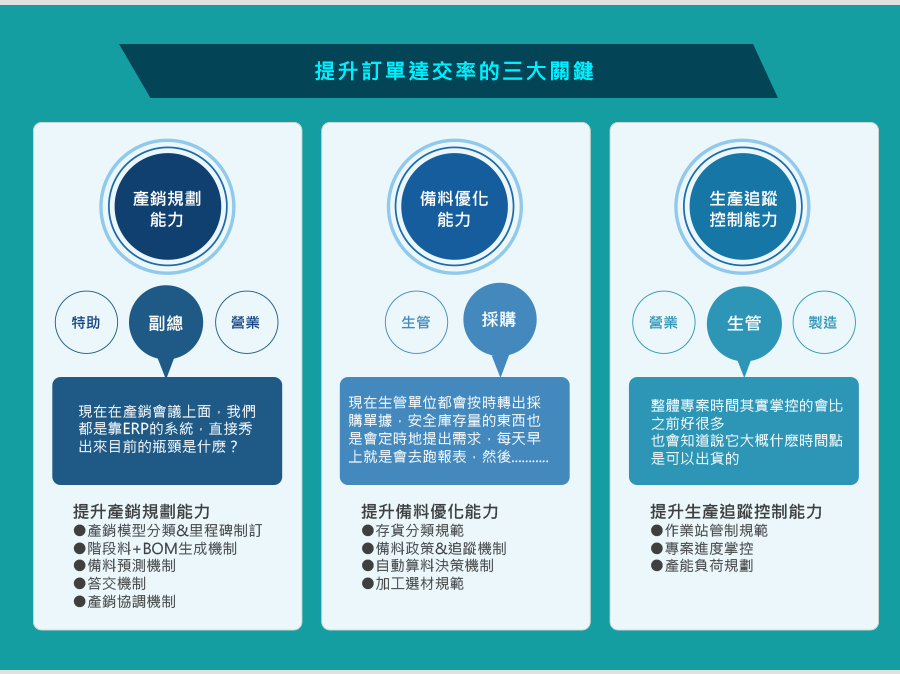 提升訂單達交率的三大關鍵
產銷規劃
能力
特助
副總
營業
現在在產銷會議上面，我們
都是靠ERP的系統，直接秀
出來目前的瓶頸是什麼？
提升產銷規劃能力
●產銷模型分類&里程碑制訂
●階段料+BOM生成機制
●備料預測機制
●答交機制
●產銷協調機制
備料優化
能力
生管
採購
現在生管單位都會按時轉出採
購單據，安全庫存量的東西也
是會定時地提出需求，每天早
上就是會去跑報表，然後...........
提升備料優化能力
●存貨分類規範
●備料政策&追蹤機制
●自動算料決策機制
●加工選材規範
生產追蹤
控制能力
營業
生管
製造
整體專案時間其實掌控的會比
之前好很多
也會知道說它大概什麼時間點
是可以出貨的
提升生產追蹤控制能力
●作業站管制規範
●專案進度掌控
●產能負荷規劃